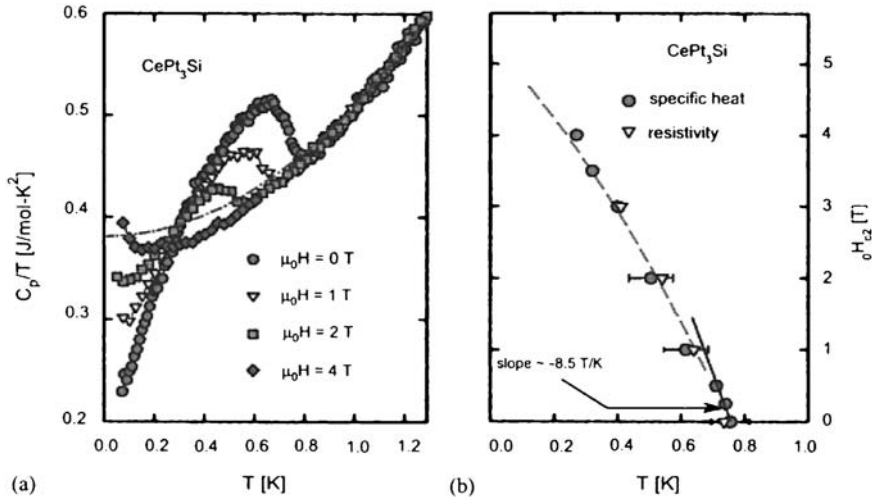 CePt₃Si
0.6
0.5
0.4
0.3
0.2
Cₚ/T [J/mol-K²]
μ₀H = 0 T
μ₀H = 1 T
μ₀H = 2 T
μ₀H = 4 T
0.0 0.2 0.4 0.6 0.8 1.0 1.2
T [K]
(a)
CePt₃Si
specific heat
resistivity
5
4
3
2
1
0
₀H꜀₂ [T]
slope ~ -8.5 T/K
0.0 0.2 0.4 0.6 0.8 1.0
T [K]
(b)